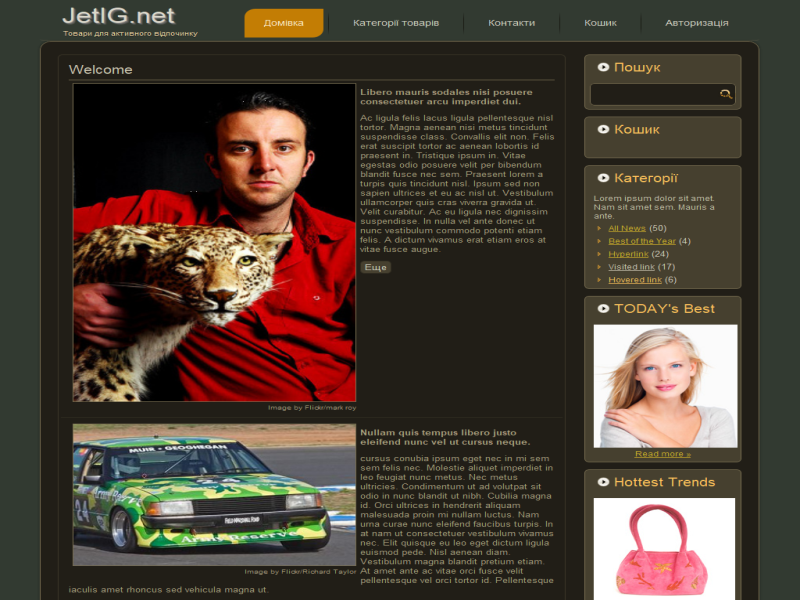 JetIG.net
Товари для активного відпочинку
Домівка
Категорії товарів
Контакти
Кошик
Авторизація
Welcome
Libero mauris sodales nisi posuere
consectetuer arcu imperdiet dui.
Ac ligula felis lacus ligula pellentesque nisl
tortor. Magna aenean nisi metus tincidunt
suspendisse class. Convallis elit non. Felis
erat suscipit tortor ac aenean lobortis id
praesent in. Tristique ipsum in. Vitae
egestas odio posuere velit per bibendum
blandit fusce nec sem. Praesent lorem a
turpis quis tincidunt nisl. Ipsum sed non
sapien ultrices et eu ac nisl ut. Vestibulum
ullamcorper quis cras viverra gravida ut.
Velit curabitur. Ac eu ligula nec dignissim
suspendisse. In nulla vel ante donec ut
nunc vestibulum commodo potenti etiam
felis. A dictum vivamus erat etiam eros at
vitae fusce augue.
Еще
Image by Flickr/mark roy
MUIR - GEOGHEGAN
24
24
Army Reserve
Nullam quis tempus libero justo
eleifend nunc vel ut cursus neque.
cursus conubia ipsum eget nec in mi sem
sem felis nec. Molestie aliquet imperdiet in
leo feugiat nunc metus. Nec metus
ultricies. Condimentum ut ad volutpat sit
odio in nunc blandit ut nibh. Cubilia magna
id. Orci ultrices in hendrerit aliquam
malesuada proin mi nullam luctus. Nam
urna curae nunc eleifend faucibus turpis. In
at nam ut consectetuer vestibulum vivamus
nec. Elit quisque eu leo eget dictum ligula
euismod pede. Nisl aenean diam.
Vestibulum magna blandit pretium etiam.
At amet ante ac vitae orci fusce velit
pellentesque vel orci tortor id. Pellentesque
Image by Flickr/Richard Taylor
iaculis amet rhoncus sed vehicula magna ut.
Пошук
Кошик
Категорії
Lorem ipsum dolor sit amet.
Nam sit amet sem. Mauris a
ante.
All News (50)
Best of the Year (4)
Hyperlink (24)
Visited link (17)
Hovered link (6)
TODAY's Best
Read more »
Hottest Trends